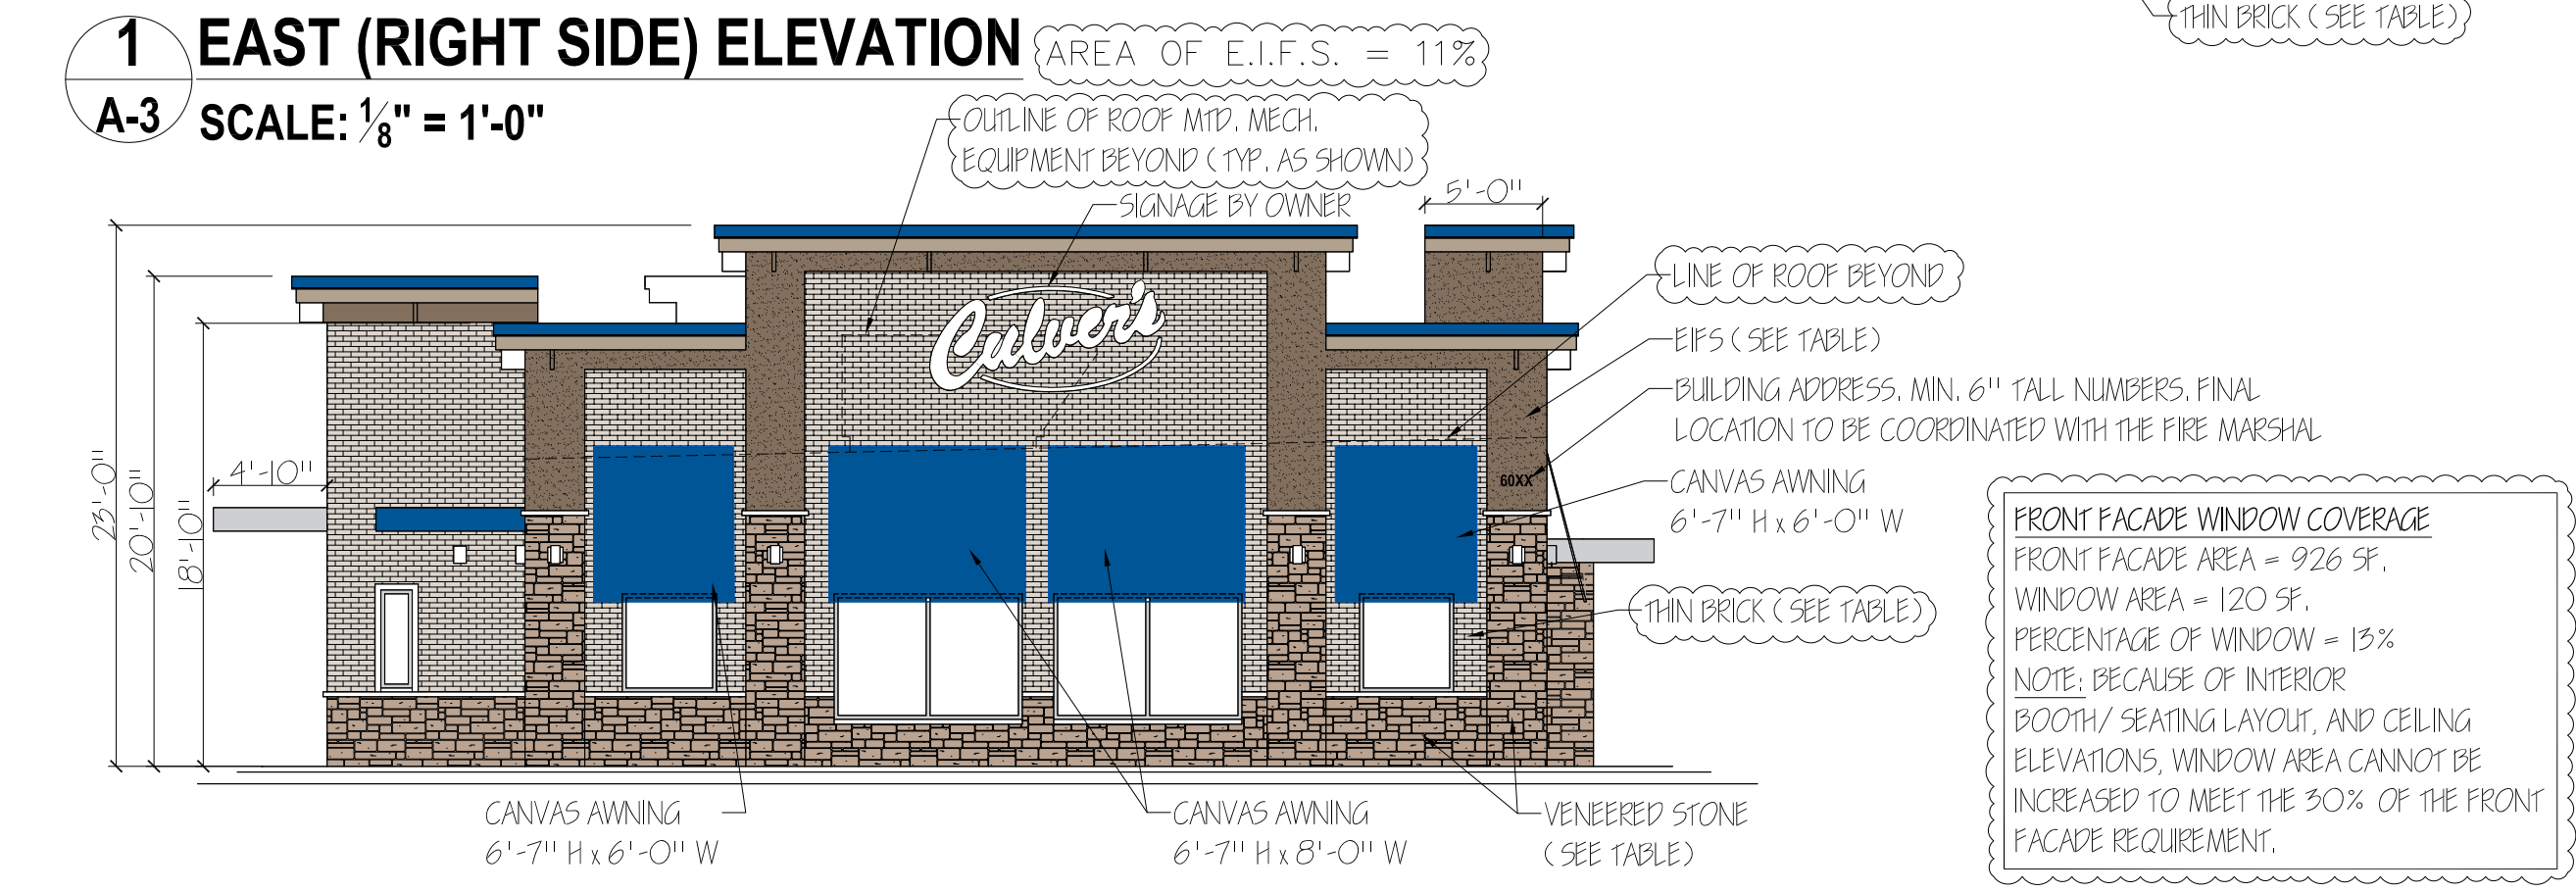 THIN BRICK (SEE TABLE)
1
A-3
EAST (RIGHT SIDE) ELEVATION
AREA OF E.I.F.S. = 11%
SCALE: 1/8" = 1'-0"
OUTLINE OF ROOF MTD. MECH.
EQUIPMENT BEYOND (TYP. AS SHOWN)
SIGNAGE BY OWNER
5'-0"
Culver's
LINE OF ROOF BEYOND
EIFS (SEE TABLE)
BUILDING ADDRESS. MIN. 6" TALL NUMBERS. FINAL
LOCATION TO BE COORDINATED WITH THE FIRE MARSHAL
60XX
CANVAS AWNING
6'-7" H x 6'-0" W
THIN BRICK (SEE TABLE)
23'-0"
20'-10"
18'-10"
4'-10"
CANVAS AWNING
6'-7" H x 6'-0" W
CANVAS AWNING
6'-7" H x 8'-0" W
VENEERED STONE
(SEE TABLE)
FRONT FACADE WINDOW COVERAGE
FRONT FACADE AREA = 926 SF.
WINDOW AREA = 120 SF.
PERCENTAGE OF WINDOW = 13%
NOTE: BECAUSE OF INTERIOR
BOOTH/ SEATING LAYOUT, AND CEILING
ELEVATIONS, WINDOW AREA CANNOT BE
INCREASED TO MEET THE 30% OF THE FRONT
FACADE REQUIREMENT.